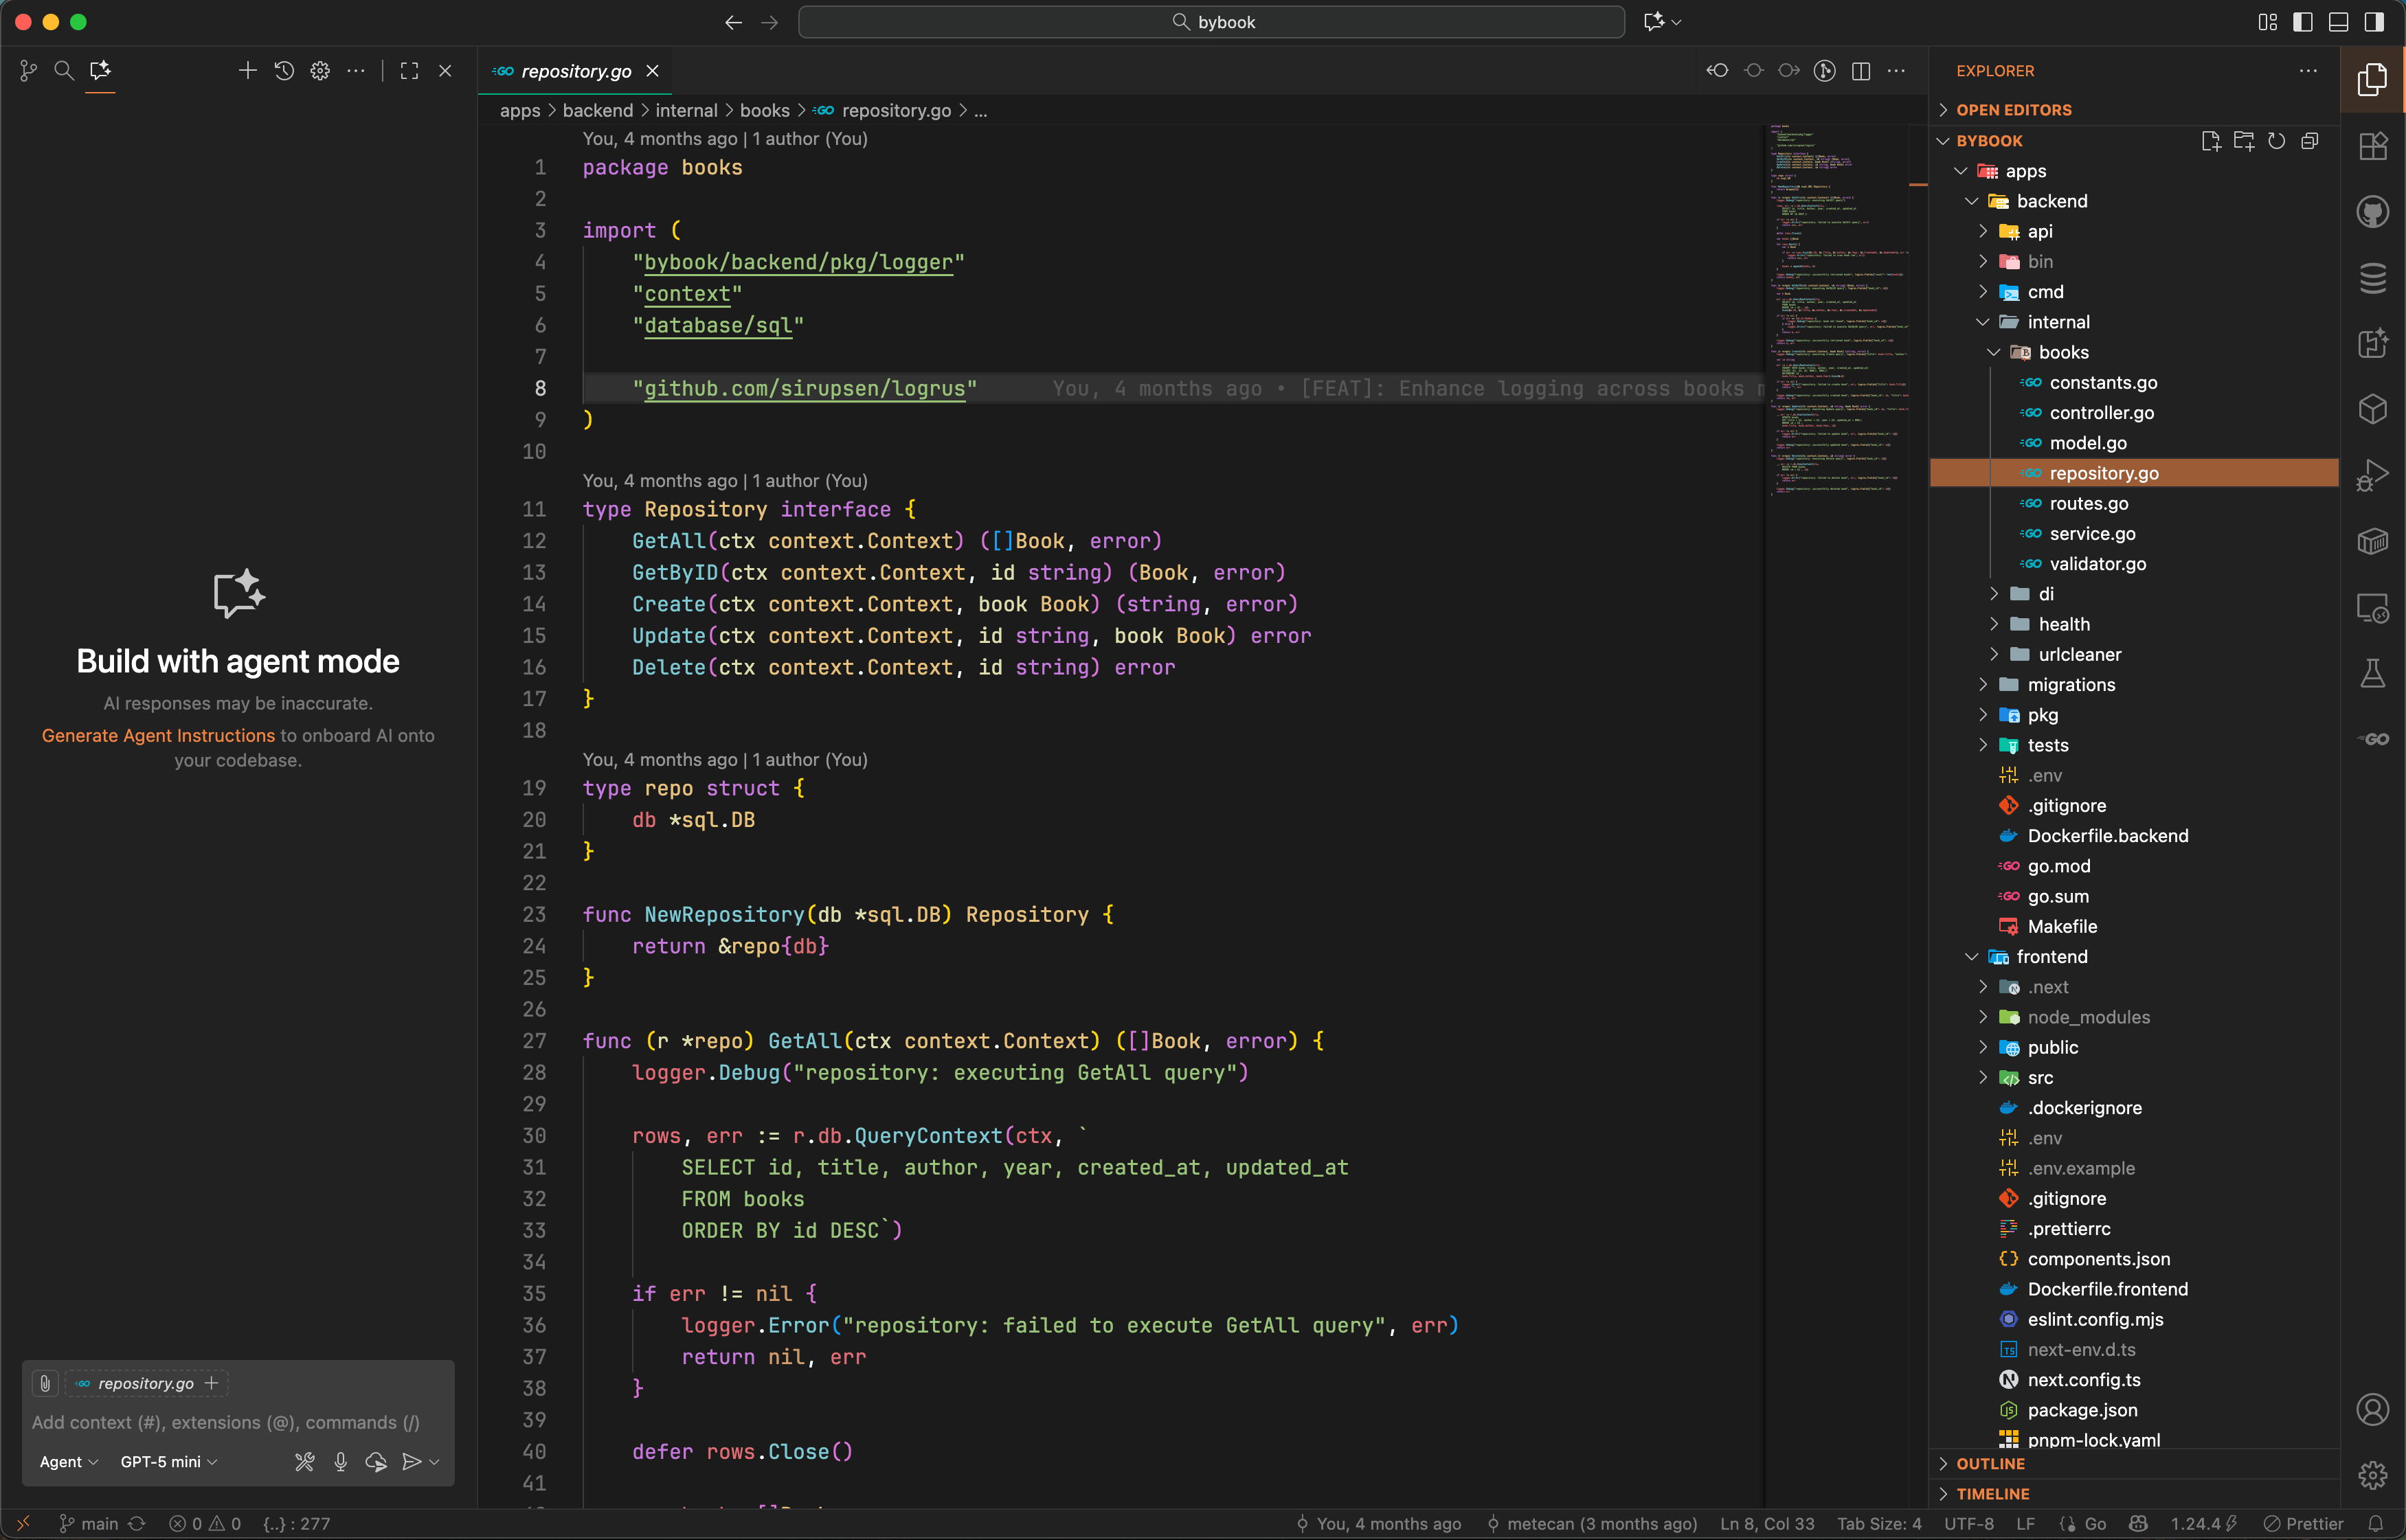 bybook
repository.go
apps > backend > internal > books > repository.go > ...
You, 4 months ago | 1 author (You)
1 package books
2
3 import (
4 "bybook/backend/pkg/logger"
5 "context"
6 "database/sql"
7
8 "github.com/sirupsen/logrus" You, 4 months ago • [FEAT]: Enhance logging across books
9 )
10
You, 4 months ago | 1 author (You)
11 type Repository interface {
12 GetAll(ctx context.Context) ([]Book, error)
13 GetByID(ctx context.Context, id string) (Book, error)
14 Create(ctx context.Context, book Book) (string, error)
15 Update(ctx context.Context, id string, book Book) error
16 Delete(ctx context.Context, id string) error
17 }
18
You, 4 months ago | 1 author (You)
19 type repo struct {
20 db *sql.DB
21 }
22
23 func NewRepository(db *sql.DB) Repository {
24 return &repo{db}
25 }
26
27 func (r *repo) GetAll(ctx context.Context) ([]Book, error) {
28 logger.Debug("repository: executing GetAll query")
29
30 rows, err := r.db.QueryContext(ctx, `
31 SELECT id, title, author, year, created_at, updated_at
32 FROM books
33 ORDER BY id DESC`)
34
35 if err != nil {
36 logger.Error("repository: failed to execute GetAll query", err)
37 return nil, err
38 }
39
40 defer rows.Close()
41
Build with agent mode
AI responses may be inaccurate.
Generate Agent Instructions to onboard AI onto
your codebase.
repository.go +
Add context (#), extensions (@), commands (/)
Agent GPT-5 mini
EXPLORER
OPEN EDITORS
BYBOOK
apps
backend
api
bin
cmd
internal
books
constants.go
controller.go
model.go
repository.go
routes.go
service.go
validator.go
di
health
urlcleaner
migrations
pkg
tests
.env
.gitignore
Dockerfile.backend
go.mod
go.sum
Makefile
frontend
.next
node_modules
public
src
.dockerignore
.env
.env.example
.gitignore
.prettierrc
components.json
Dockerfile.frontend
eslint.config.mjs
next-env.d.ts
next.config.ts
package.json
pnpm-lock.yaml
OUTLINE
TIMELINE
main 0 0 {..} : 277 You, 4 months ago metecan (3 months ago) Ln 8, Col 33 Tab Size: 4 UTF-8 LF Go 1.24.4 Prettier